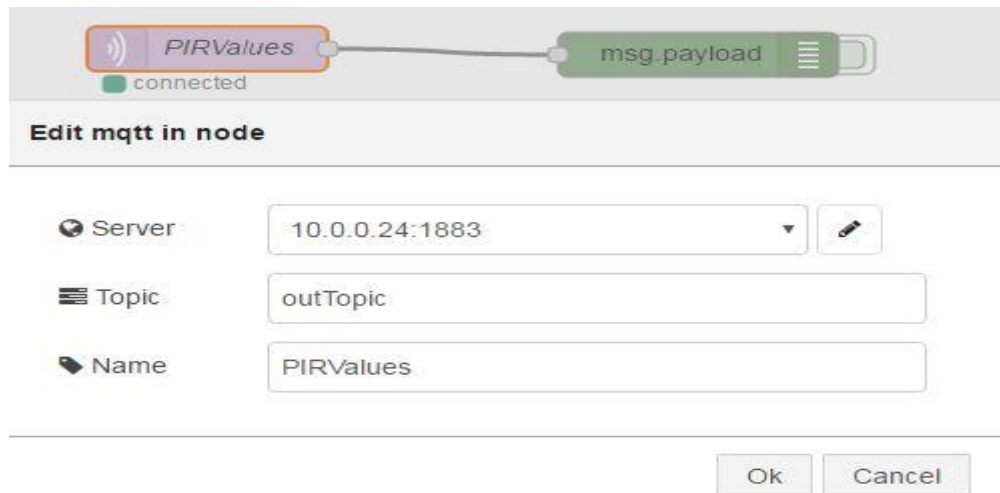 PIRValues
msg.payload
connected
Edit mqtt in node
Server
10.0.0.24:1883
Topic
outTopic
Name
PIRValues
Ok
Cancel